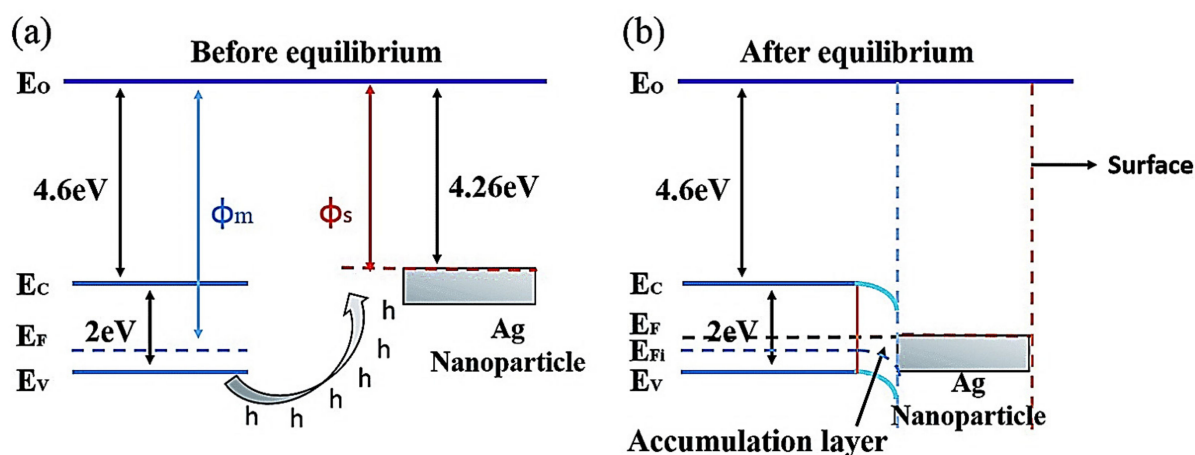 (a)
Before equilibrium
Eo
4.6eV
ϕm
ϕs
4.26eV
Ec
2eV
EF
Ev
h
h
h
h
h
h
Ag
Nanoparticle
(b)
After equilibrium
4.6eV
Surface
Ec
EF
2eV
EFi
Ev
Ag
Nanoparticle
Accumulation layer